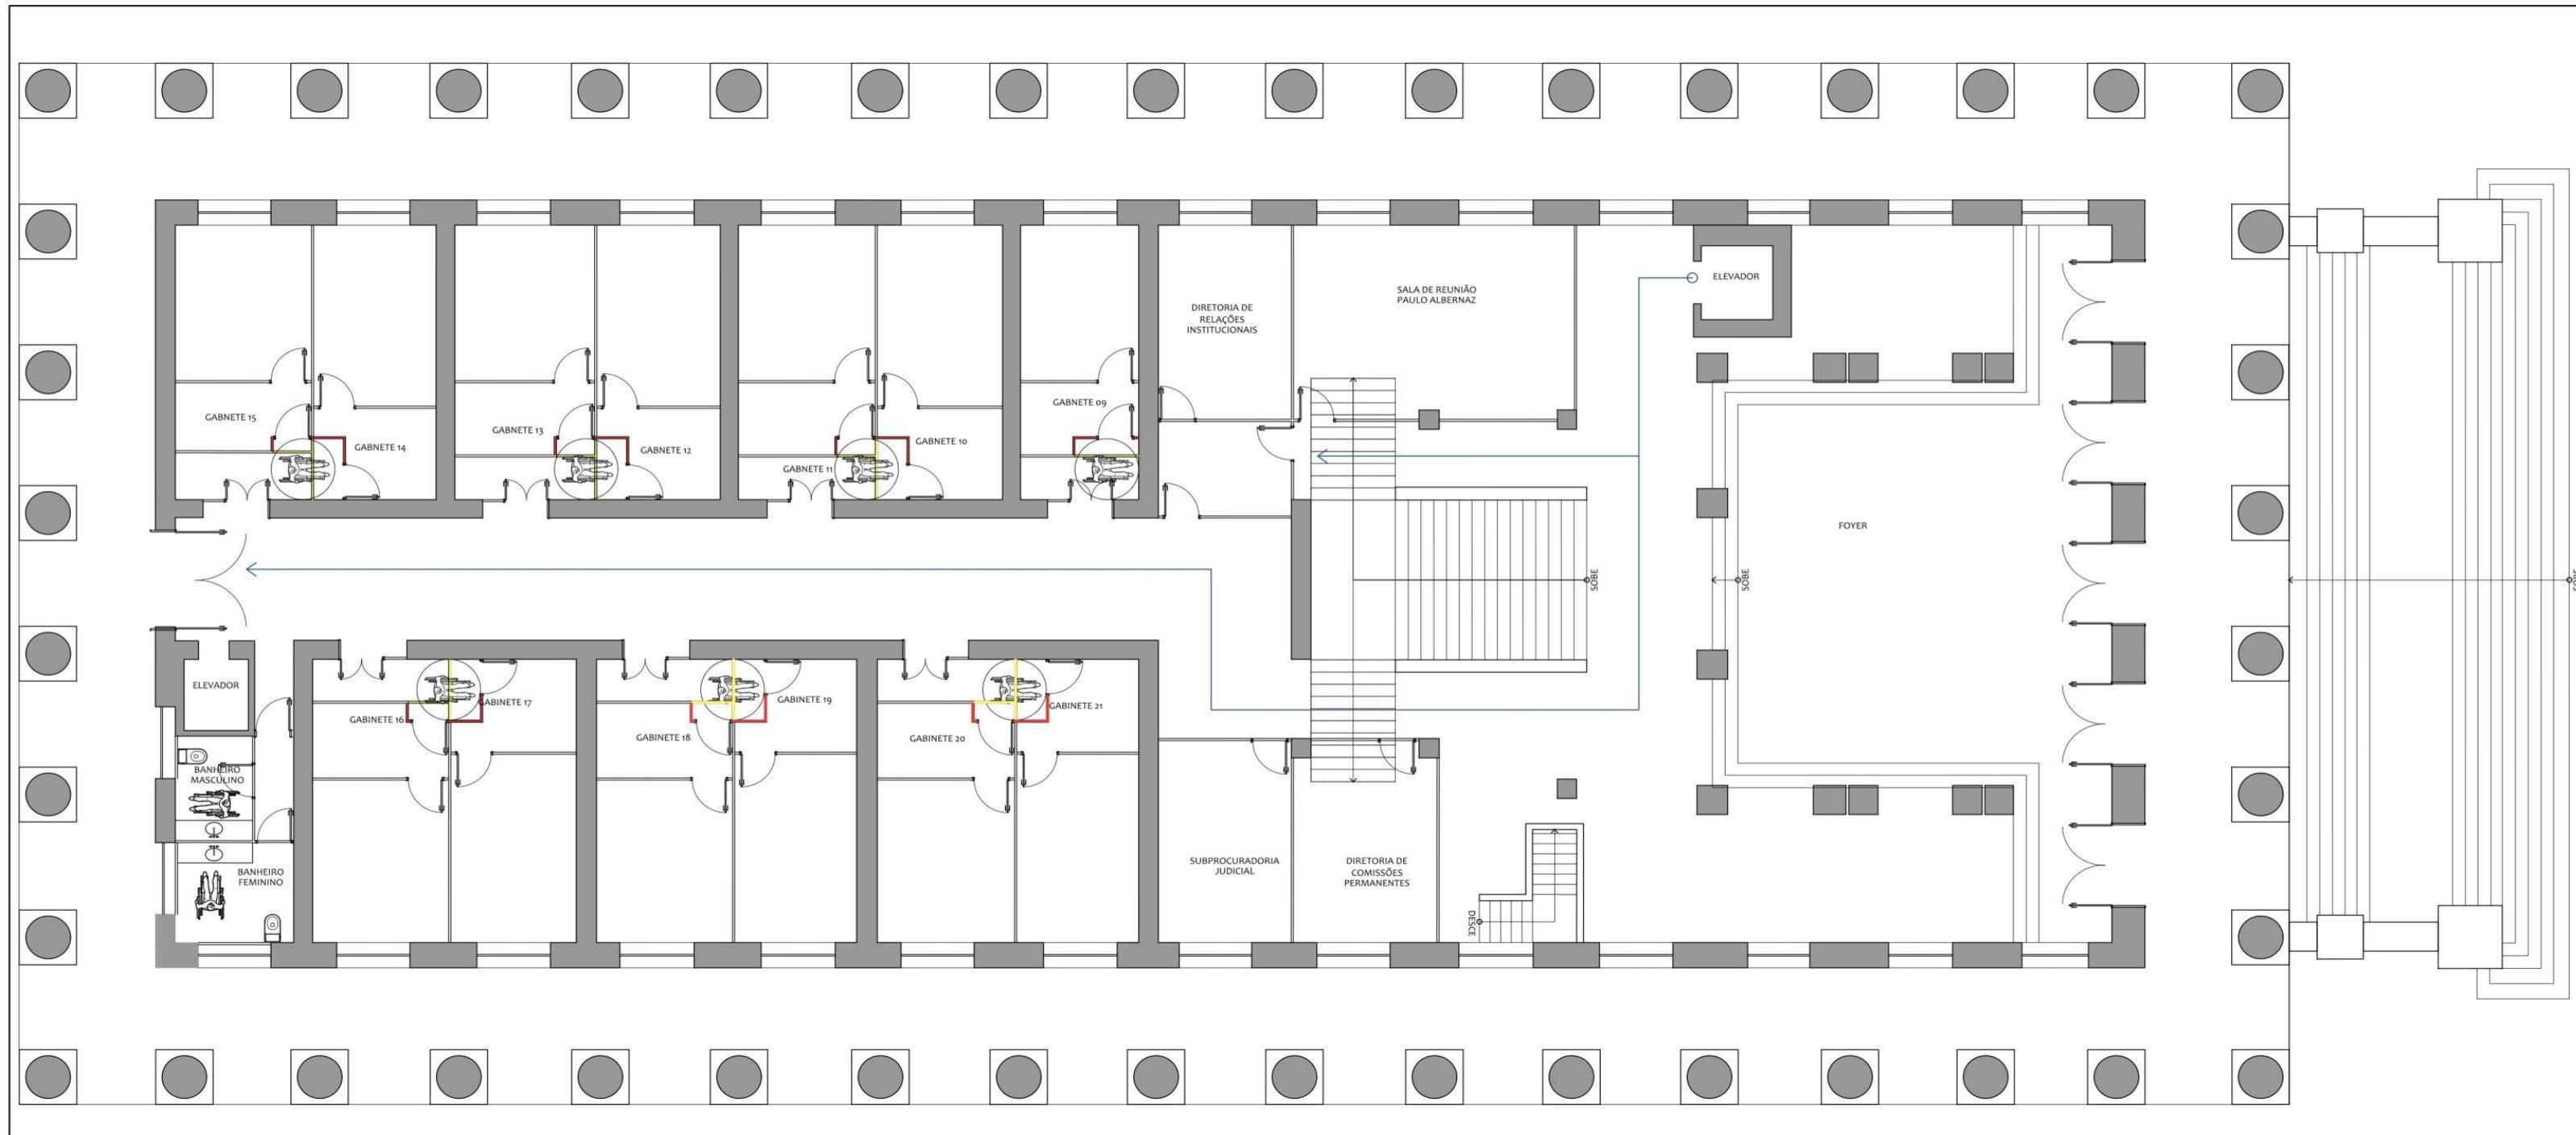 ELEVADOR
SALA DE REUNIÃO
PAULO ALBERNAZ
DIRETORIA DE
RELAÇÕES
INSTITUCIONAIS
GABNETE 15
GABNETE 14
GABNETE 13
GABNETE 12
GABNETE 11
GABNETE 10
GABNETE 09
FOYER
SOBE
SOBE
SOBE
ELEVADOR
GABINETE 16
GABINETE 17
GABINETE 18
GABINETE 19
GABINETE 20
GABINETE 21
BANHEIRO
MASCULINO
BANHEIRO
FEMININO
SUBPROCURADORIA
JUDICIAL
DIRETORIA DE
COMISSÕES
PERMANENTES
DESCE